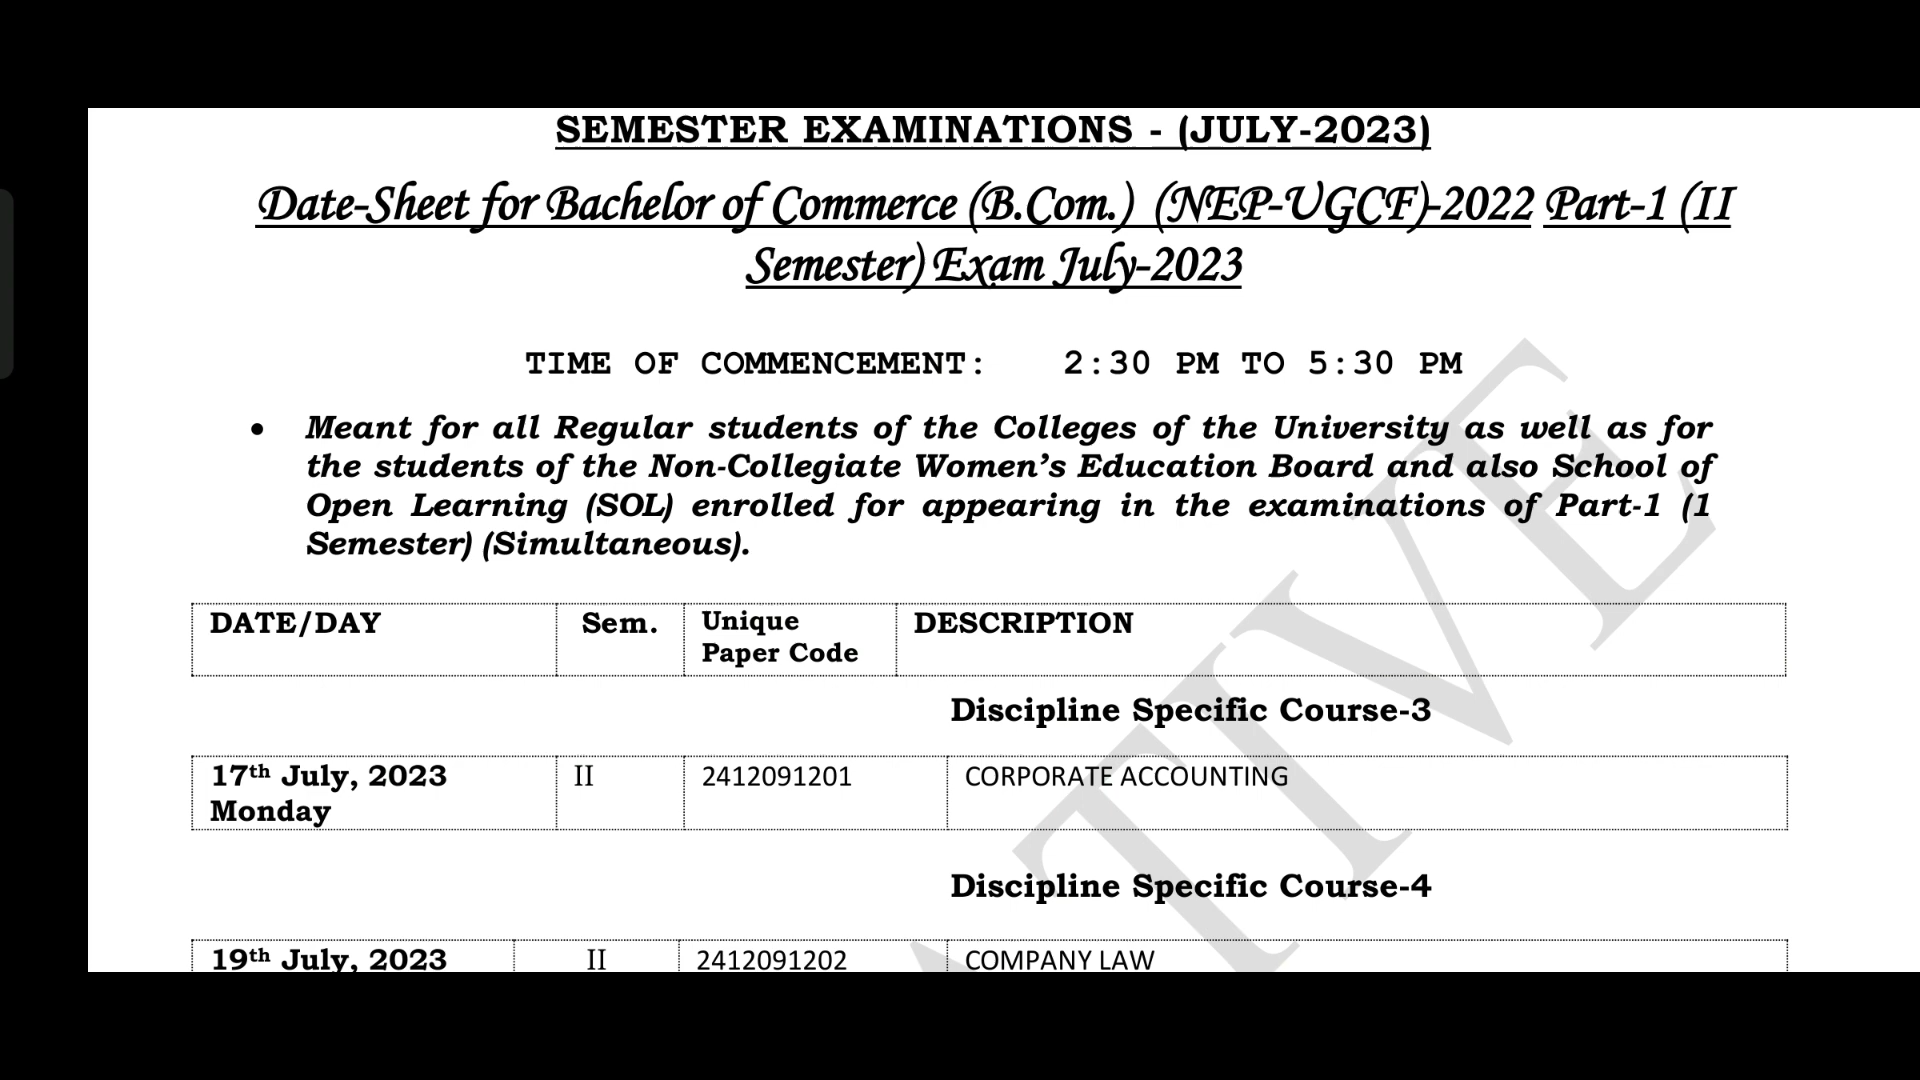 SEMESTER EXAMINATIONS - (JULY-2023)
Date-Sheet for Bachelor of Commerce (B.Com.) (NEP-UGCF)-2022 Part-1 (II
Semester) Exam July-2023
TIME OF COMMENCEMENT: 2:30 PM TO 5:30 PM
• Meant for all Regular students of the Colleges of the University as well as for
the students of the Non-Collegiate Women’s Education Board and also School of
Open Learning (SOL) enrolled for appearing in the examinations of Part-1 (1
Semester) (Simultaneous).
DATE/DAY Sem. Unique DESCRIPTION
Paper Code
Discipline Specific Course-3
17th July, 2023 II 2412091201 CORPORATE ACCOUNTING
Monday
Discipline Specific Course-4
19th July, 2023 II 2412091202 COMPANY LAW